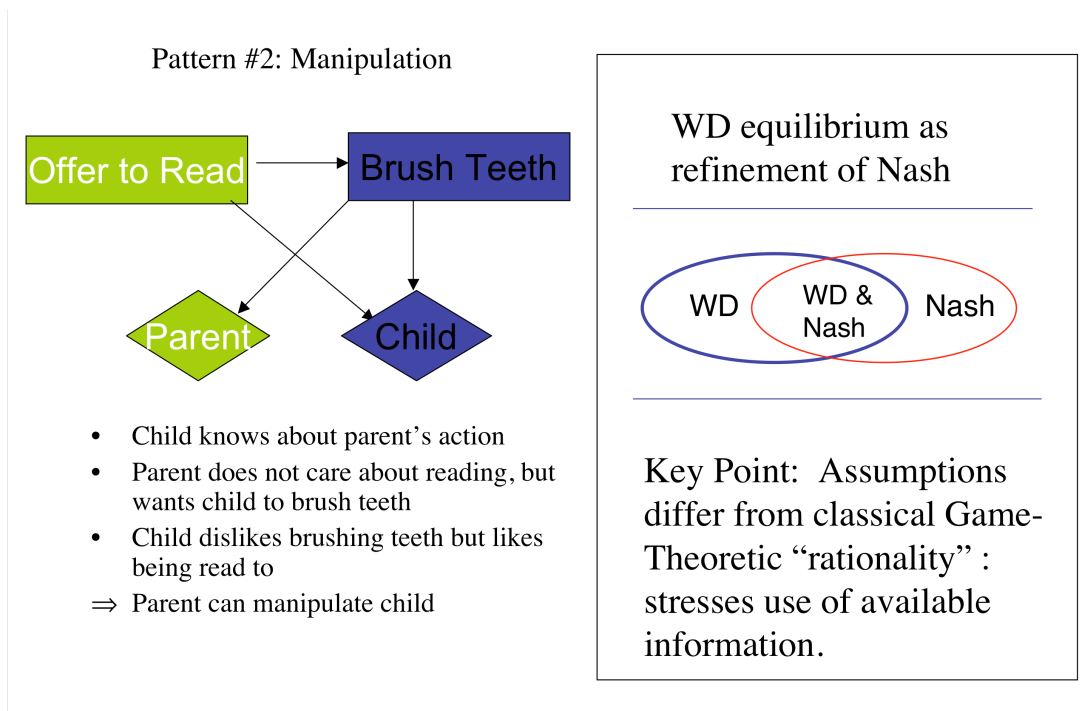 Pattern #2: Manipulation
Offer to Read
Brush Teeth
Parent
Child
• Child knows about parent's action
• Parent does not care about reading, but
wants child to brush teeth
• Child dislikes brushing teeth but likes
being read to
⇒ Parent can manipulate child
WD equilibrium as
refinement of Nash
WD
WD &
Nash
Nash
Key Point:  Assumptions
differ from classical Game-
Theoretic “rationality” :
stresses use of available
information.